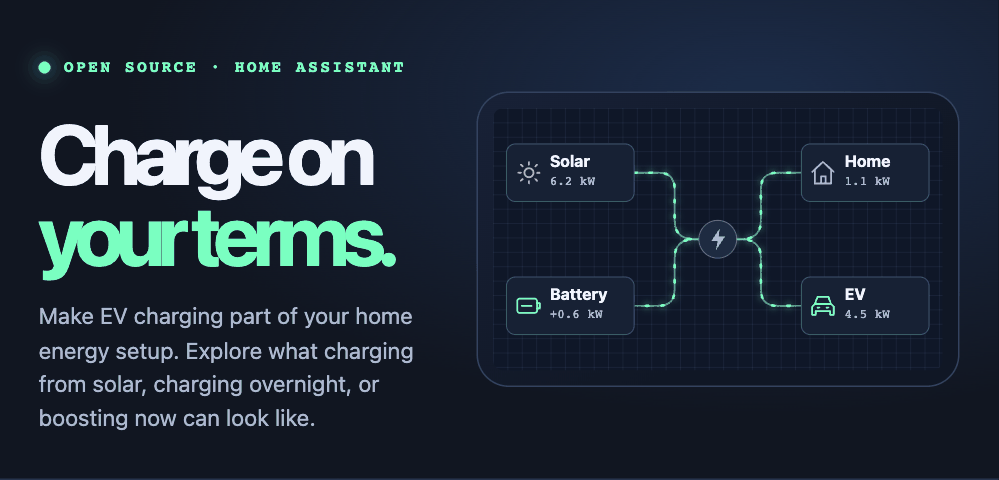 OPEN SOURCE · HOME ASSISTANT
Charge on
your terms.
Make EV charging part of your home
energy setup. Explore what charging
from solar, charging overnight, or
boosting now can look like.
Solar
6.2 kW
Home
1.1 kW
Battery
+0.6 kW
EV
4.5 kW